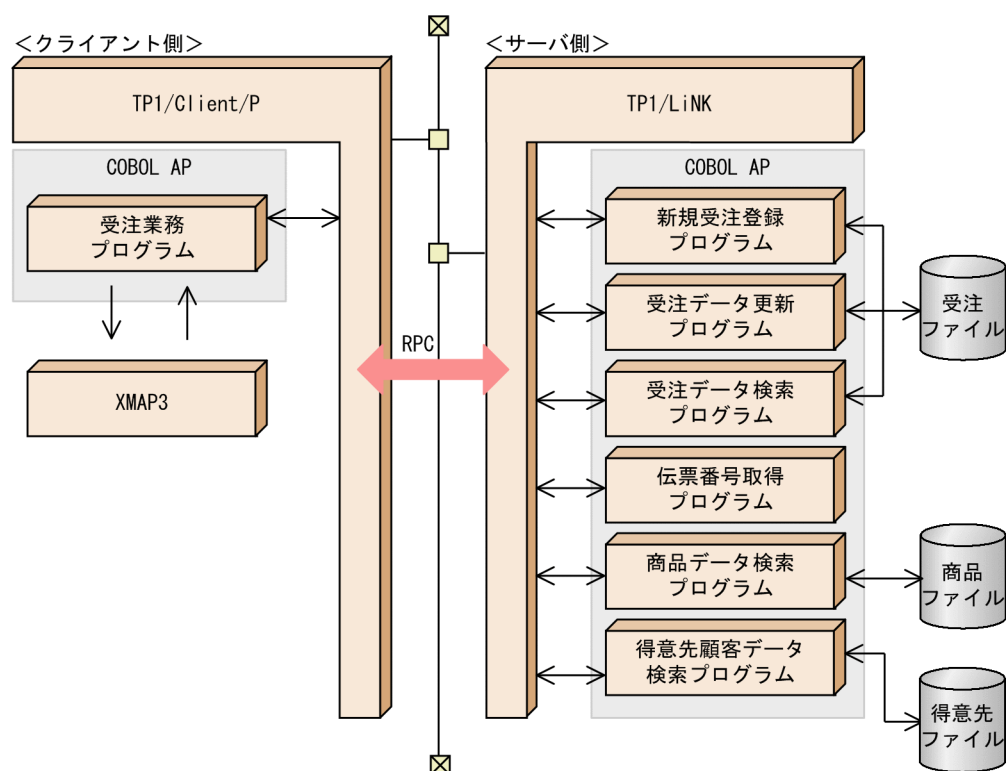 ＜クライアント側＞
TP1/Client/P
COBOL AP
受注業務
プログラム
XMAP3
RPC
＜サーバ側＞
TP1/LiNK
COBOL AP
新規受注登録
プログラム
受注データ更新
プログラム
受注データ検索
プログラム
伝票番号取得
プログラム
商品データ検索
プログラム
得意先顧客データ
検索プログラム
受注
ファイル
商品
ファイル
得意先
ファイル